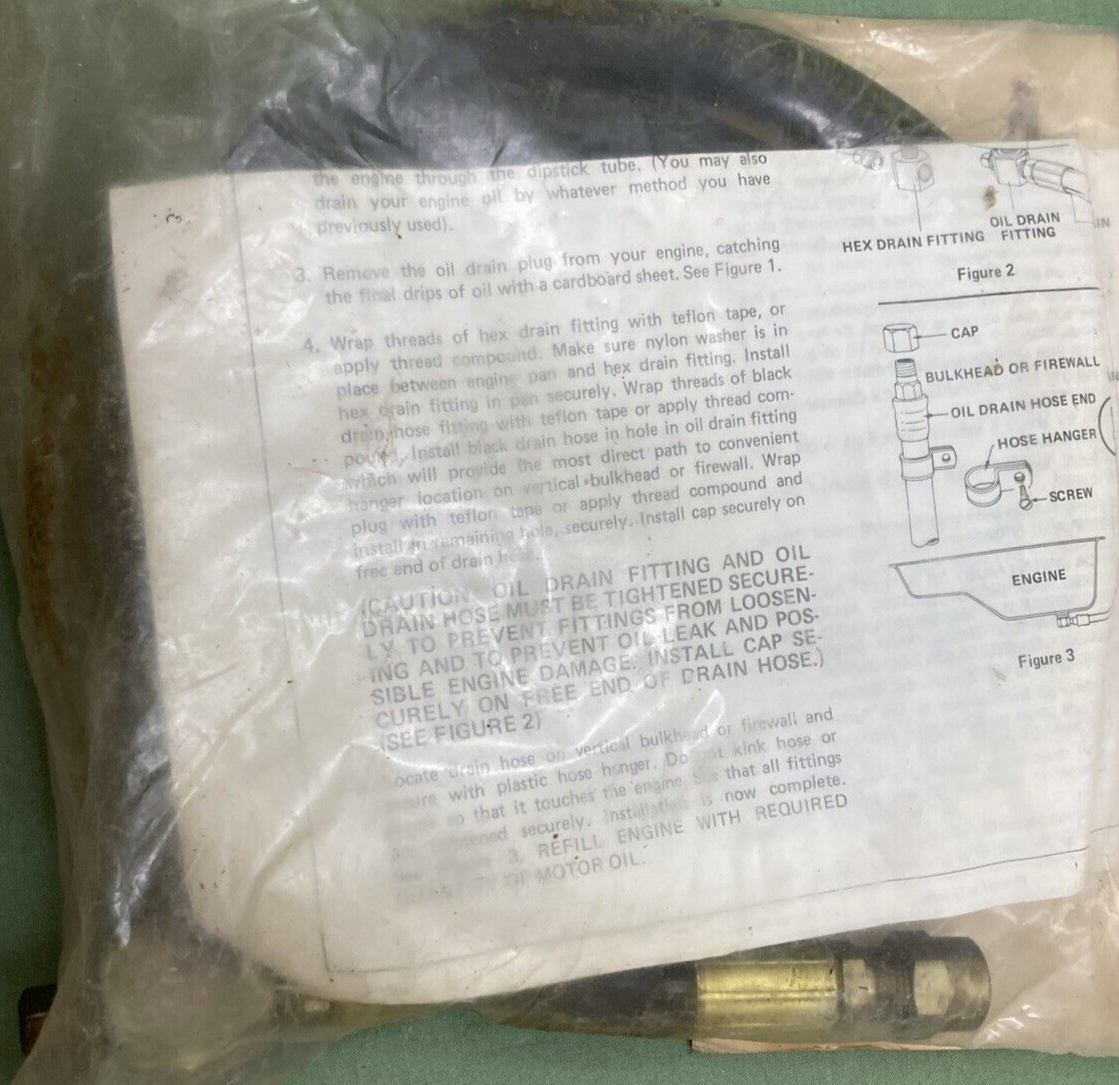 the engine through the dipstick tube. (You may also
drain your engine oil by whatever method you have
previously used).
3. Remove the oil drain plug from your engine, catching
the final drips of oil with a cardboard sheet. See Figure 1.
4. Wrap threads of hex drain fitting with teflon tape, or
apply thread compound. Make sure nylon washer is in
place between engine pan and hex drain fitting. Install
hex drain fitting in pan securely. Wrap threads of black
drain hose fitting with teflon tape or apply thread com-
pound. Install black drain hose in hole in oil drain fitting
which will provide the most direct path to convenient
hanger location on vertical bulkhead or firewall. Wrap
plug with teflon tape or apply thread compound and
install in remaining hole, securely. Install cap securely on
free end of drain
(CAUTION OIL DRAIN FITTING AND OIL
DRAIN HOSE MUST BE TIGHTENED SECURE-
LY TO PREVENT FITTINGS FROM LOOSEN-
ING AND TO PREVENT OIL LEAK AND POS-
SIBLE ENGINE DAMAGE. INSTALL CAP SE-
CURELY ON FREE END OF DRAIN HOSE.)
(SEE FIGURE 2)
ocate drain hose on vertical bulkhead or firewall and
with plastic hose hanger. Do kink hose or
so that it touches the engine that all fittings
securely. Installation is now complete.
3. REFILL ENGINE WITH REQUIRED
OF MOTOR OIL.
HEX DRAIN FITTING
OIL DRAIN
FITTING
Figure 2
CAP
BULKHEAD OR FIREWALL
OIL DRAIN HOSE END
HOSE HANGER
SCREW
ENGINE
Figure 3